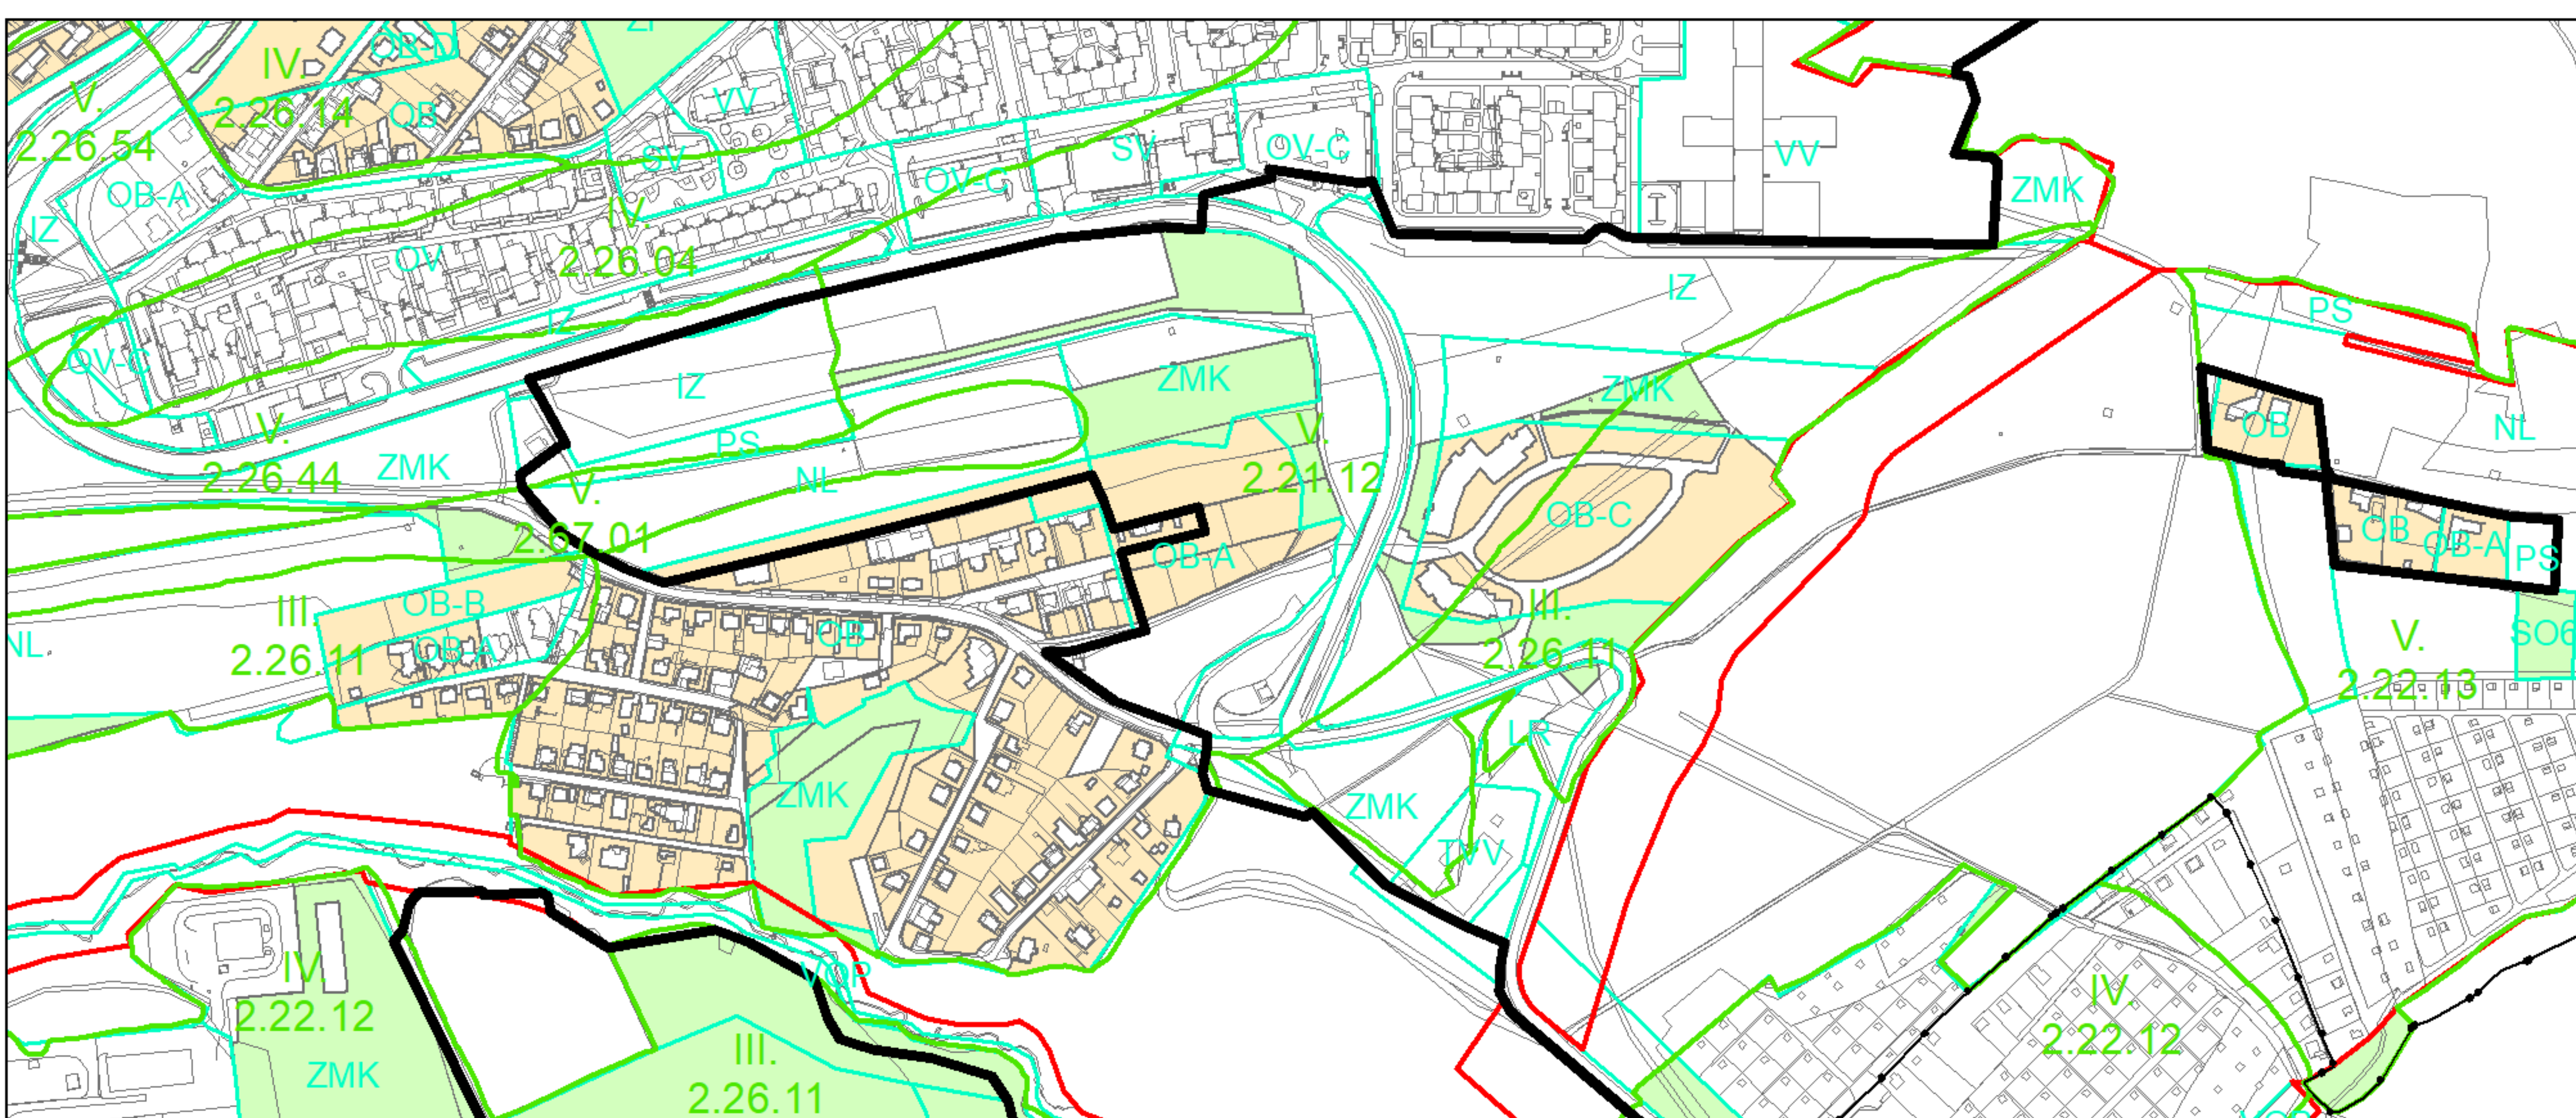 ZP
OB-D
IV.
2.26.14
OB
V.
2.26.54
VV
SV
OV-C
SV
OV-C
VV
ZMK
OB-A
IZ
IV.
2.26.04
OV
IZ
OV-C
IZ
PS
IZ
ZMK
ZMK
PS
NL
V.
2.26.44
ZMK
V.
2.21.12
OB
NL
V.
2.67.01
OB-C
OB
OB-A
PS
OB-A
III.
2.26.11
OB-B
OB-A
NL
OB
III.
2.26.11
V.
2.22.13
SO6
LR
ZMK
ZMK
TVV
VOP
IV.
2.22.12
ZMK
III.
2.26.11
IV.
2.22.12
VOP